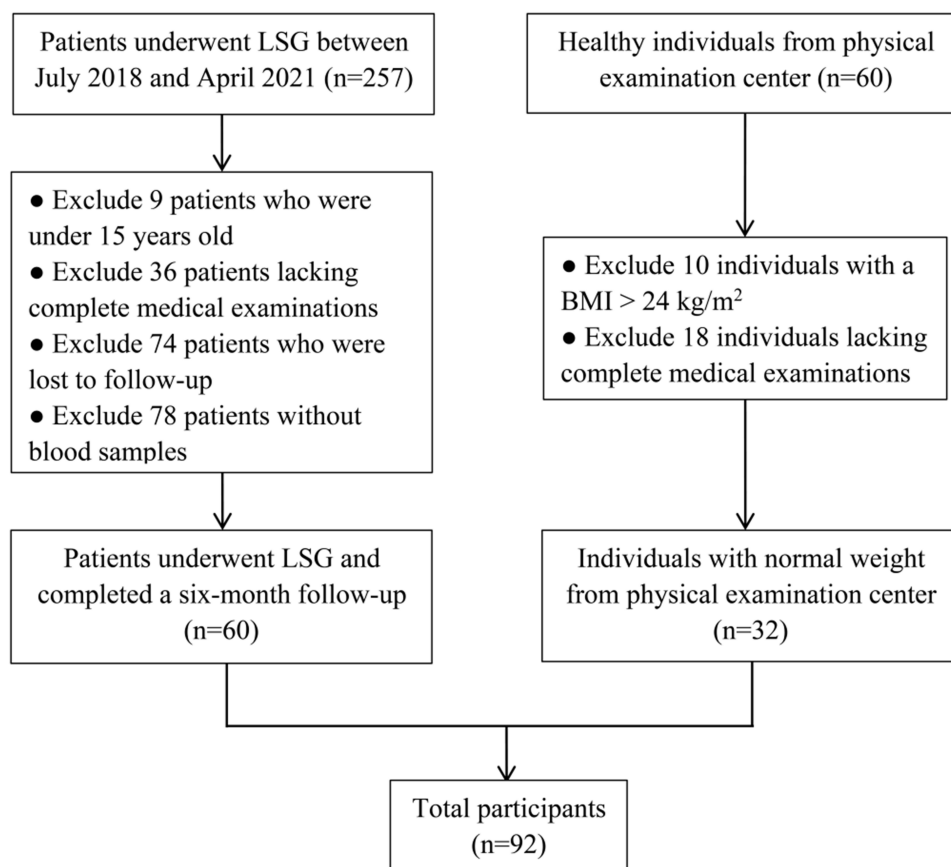 Patients underwent LSG between
July 2018 and April 2021 (n=257)
Healthy individuals from physical
examination center (n=60)
● Exclude 9 patients who were
under 15 years old
● Exclude 36 patients lacking
complete medical examinations
● Exclude 74 patients who were
lost to follow-up
● Exclude 78 patients without
blood samples
● Exclude 10 individuals with a
BMI > 24 kg/m²
● Exclude 18 individuals lacking
complete medical examinations
Patients underwent LSG and
completed a six-month follow-up
(n=60)
Individuals with normal weight
from physical examination center
(n=32)
Total participants
(n=92)